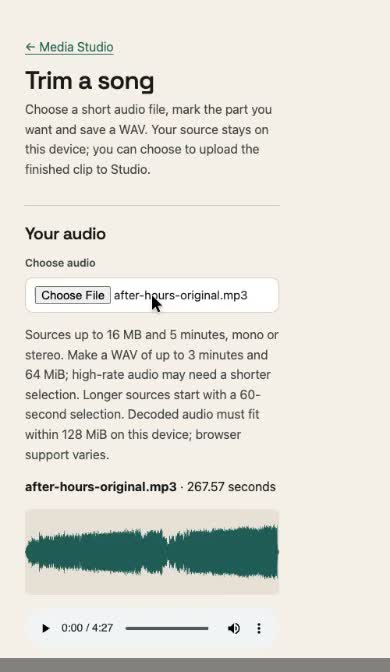 ← Media Studio
Trim a song
Choose a short audio file, mark the part you
want and save a WAV. Your source stays on
this device; you can choose to upload the
finished clip to Studio.
Your audio
Choose audio
Choose File after-hours-original.mp3
Sources up to 16 MB and 5 minutes, mono or
stereo. Make a WAV of up to 3 minutes and
64 MiB; high-rate audio may need a shorter
selection. Longer sources start with a 60-
second selection. Decoded audio must fit
within 128 MiB on this device; browser
support varies.
after-hours-original.mp3 · 267.57 seconds
0:00 / 4:27